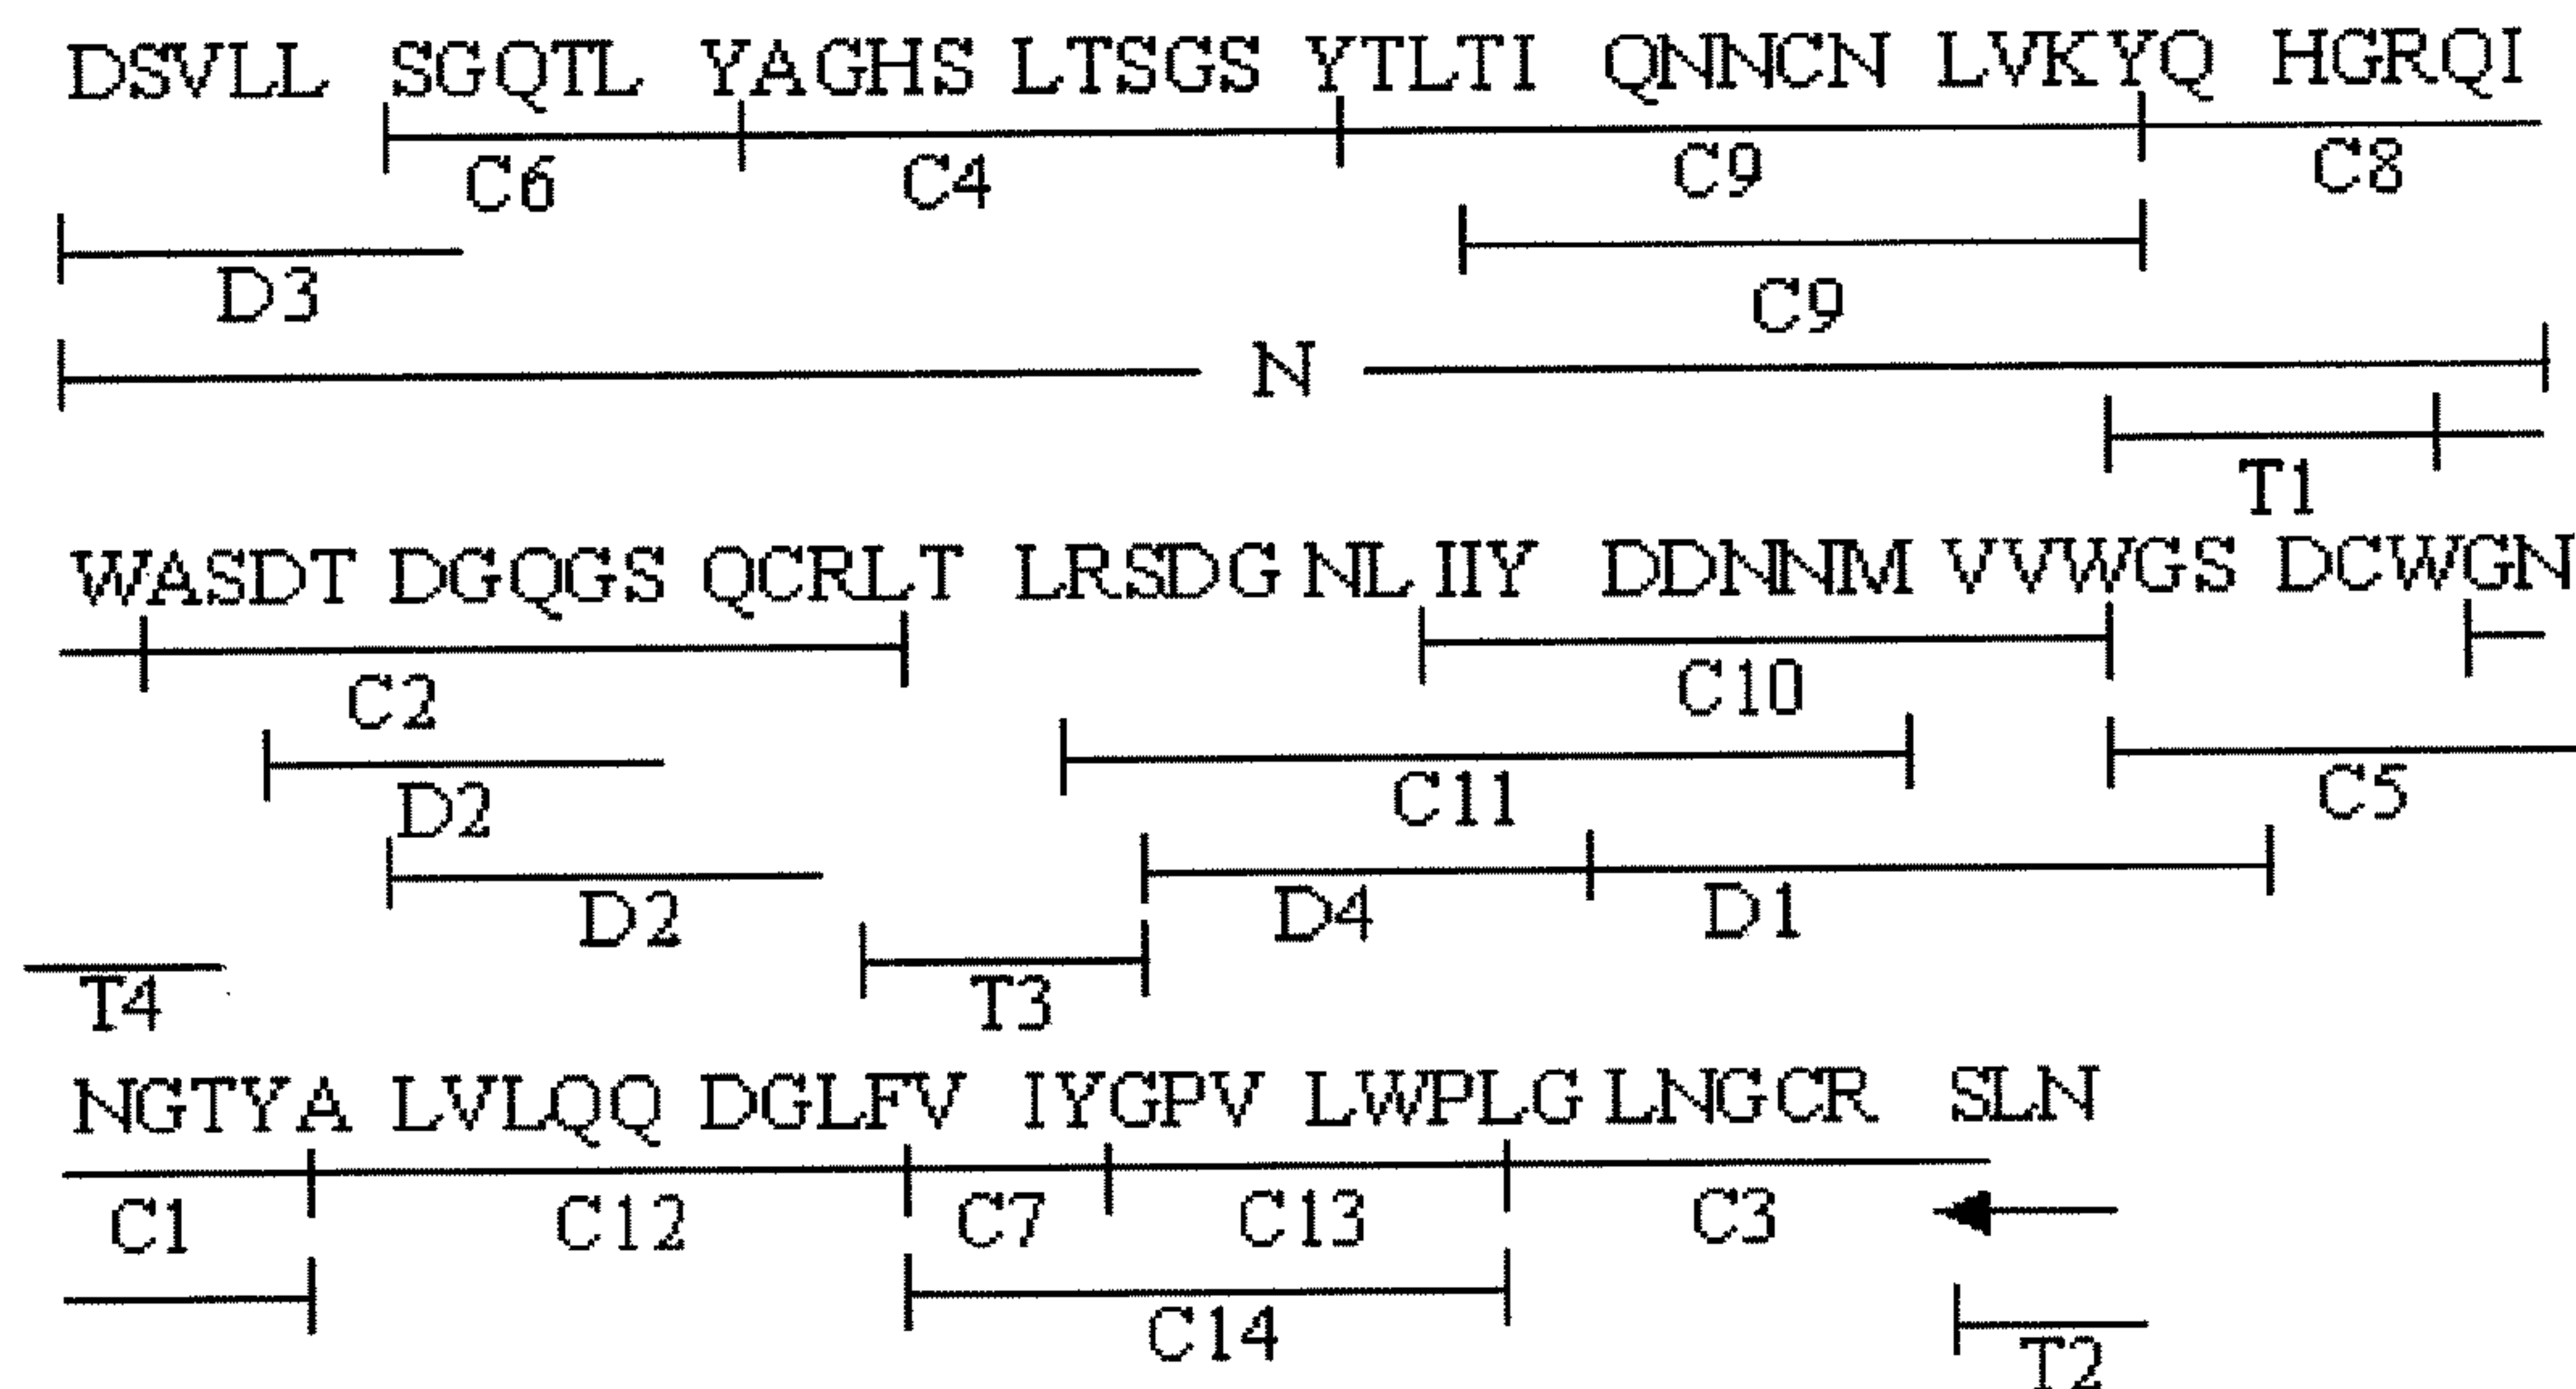 DSVLL SGQTL YAGHS LTSGS YTLTI QNNCN LVKYQ HGRQI
C6 C4 C9 C8
D3 C9
N
T1
WASDT DGQGS QCRLT LRSDG NL IIY DDNNM VVWGS DCWGN
C2 C10
D2 C11 C5
D2 D4 D1
T4 T3
NGTYA LVLQQ DGLFV IYGPV LWPLG LNGCR SLN
C1 C12 C7 C13 C3
C14 T2